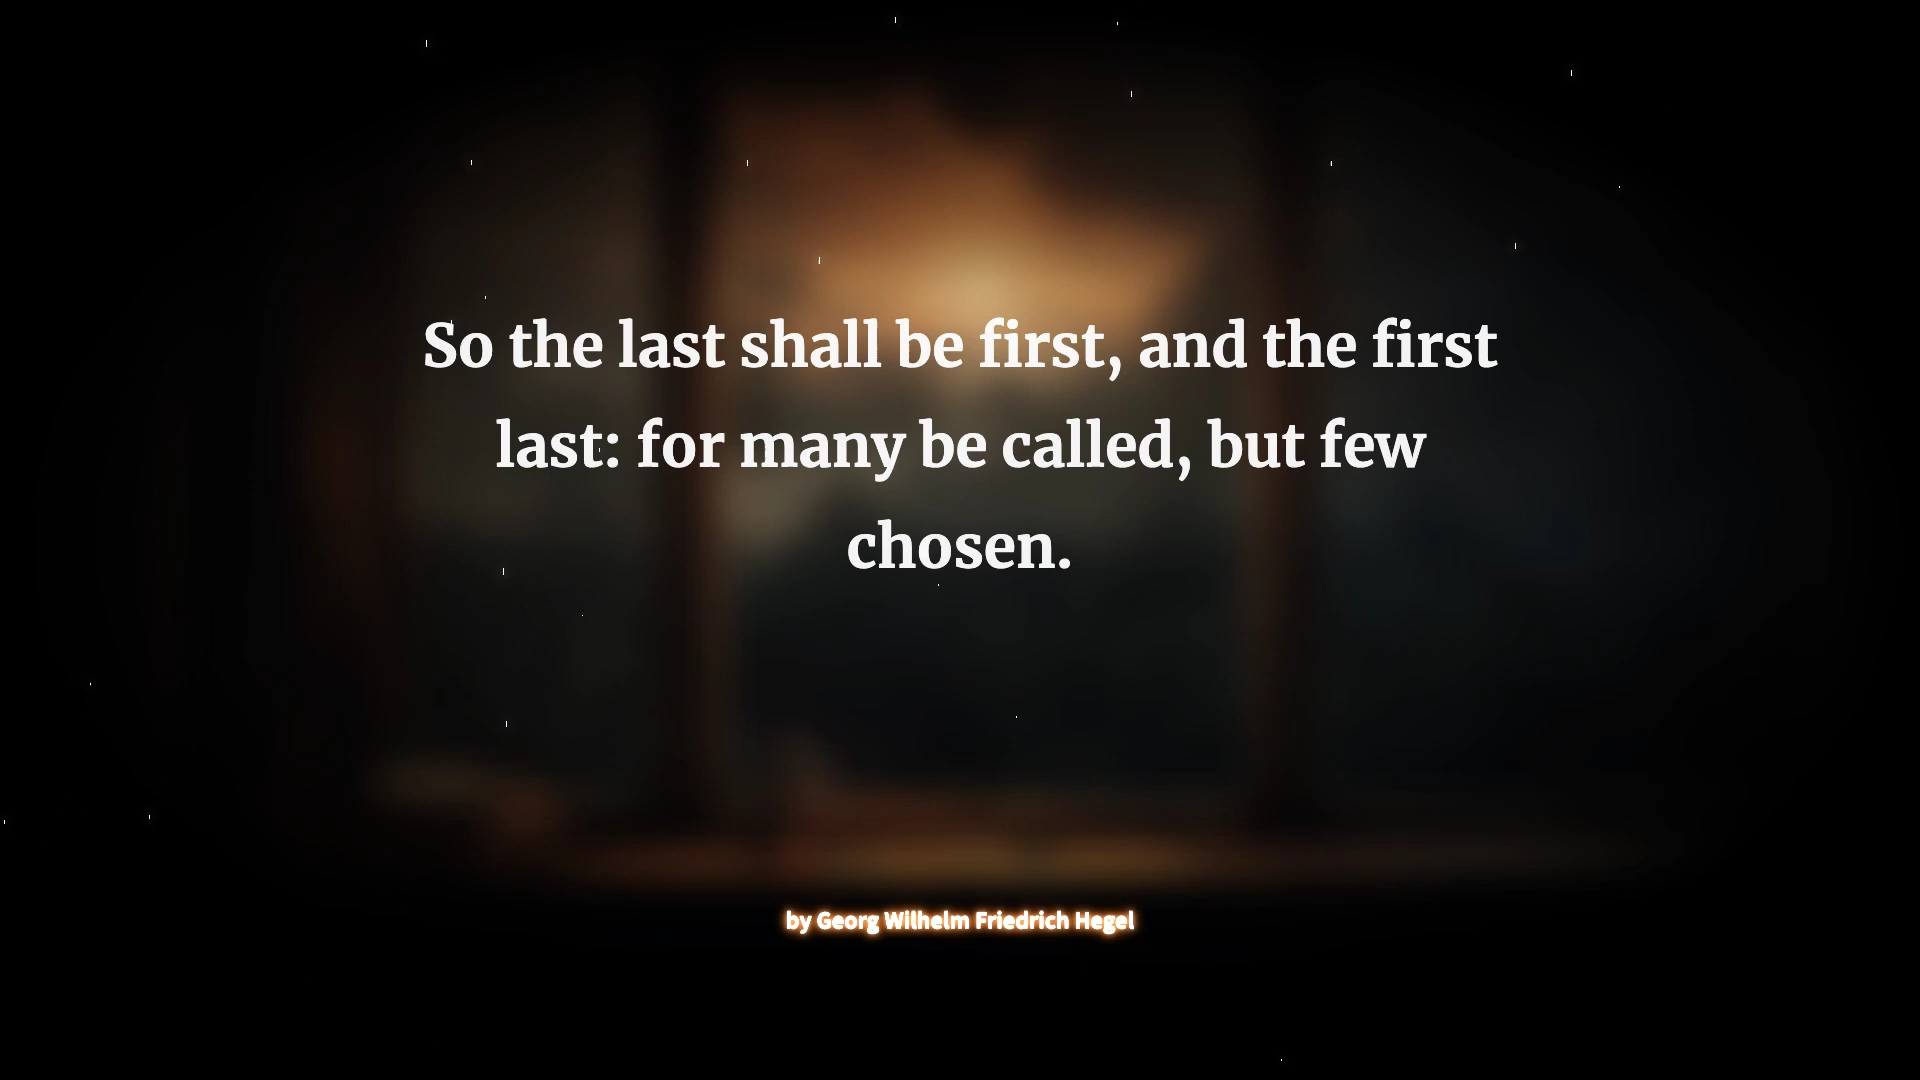 So the last shall be first, and the first
last: for many be called, but few
chosen.
by Georg Wilhelm Friedrich Hegel